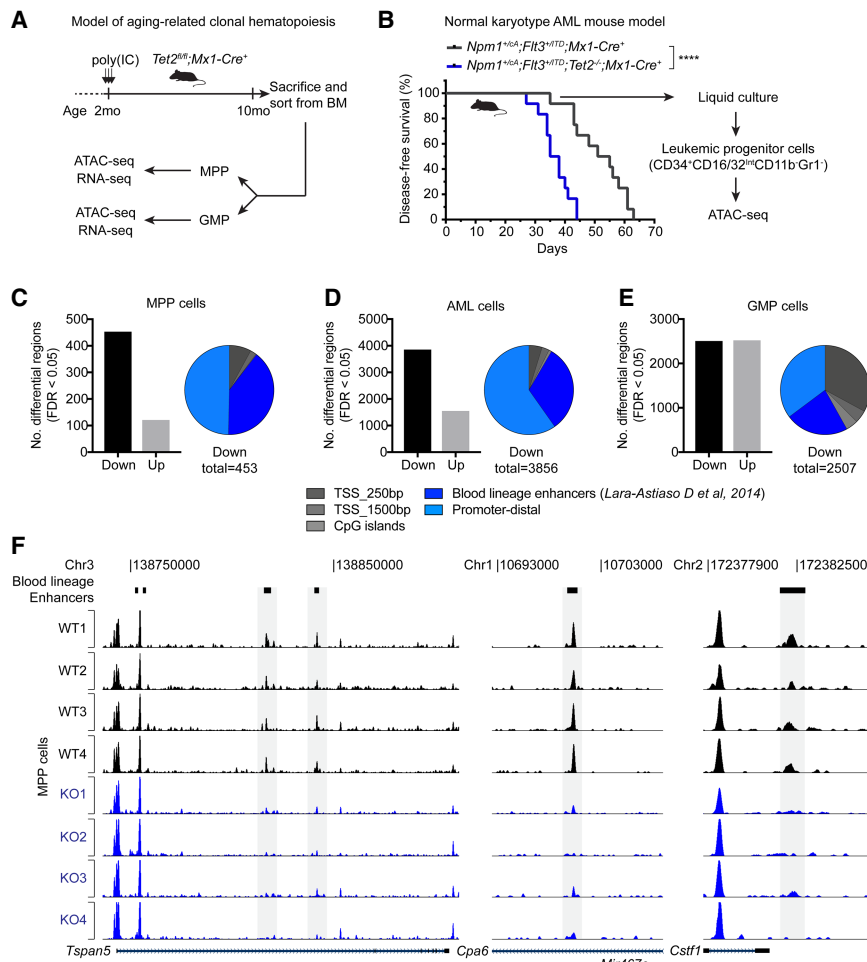 A
Model of aging-related clonal hematopoiesis
poly(IC)
Tet2fl/fl;Mx1-Cre+
Age 2mo
10mo
Sacrifice and
sort from BM
ATAC-seq
RNA-seq
MPP
ATAC-seq
RNA-seq
GMP
B
Normal karyotype AML mouse model
Npm1+/cA;Flt3+/ITD;Mx1-Cre+
Npm1+/cA;Flt3+/ITD;Tet2-/-;Mx1-Cre+
****
Disease-free survival (%)
100
75
50
25
0
0 10 20 30 40 50 60 70
Days
Liquid culture
Leukemic progenitor cells
(CD34+CD16/32IntCD11b-Gr1-)
ATAC-seq
C
MPP cells
No. differential regions
(FDR < 0.05)
500
400
300
200
100
0
Down Up
Down
total=453
D
AML cells
No. differential regions
(FDR < 0.05)
5000
4000
3000
2000
1000
0
Down Up
Down
total=3856
E
GMP cells
No. differential regions
(FDR < 0.05)
3000
2000
1000
0
Down Up
Down
total=2507
TSS_250bp
TSS_1500bp
CpG islands
Blood lineage enhancers (Lara-Astiaso D et al, 2014)
Promoter-distal
F
Chr3 |138750000 |138850000 Chr1 |10693000 |10703000 Chr2 |172377900 |172382500
Blood lineage
Enhancers
MPP cells
WT1
WT2
WT3
WT4
KO1
KO2
KO3
KO4
Tspan5 Cpa6 Cstf1